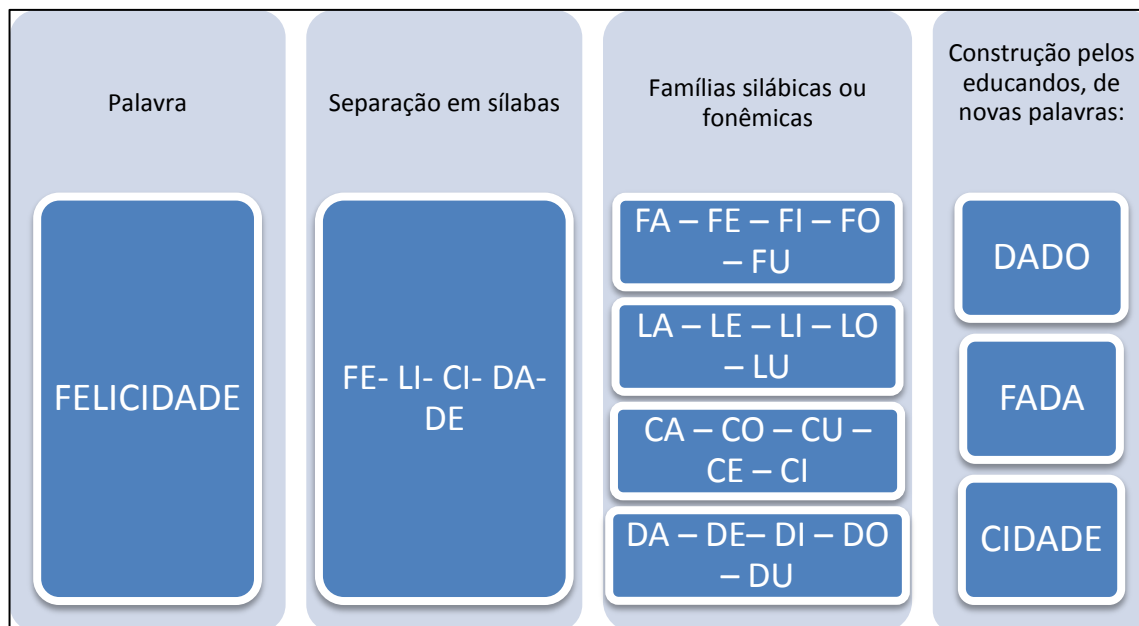 Palavra
FELICIDADE
Separação em sílabas
FE- LI- CI- DA-
DE
Famílias silábicas ou
fonêmicas
FA – FE – FI – FO
– FU
LA – LE – LI – LO
– LU
CA – CO – CU –
CE – CI
DA – DE– DI – DO
– DU
Construção pelos
educandos, de
novas palavras:
DADO
FADA
CIDADE